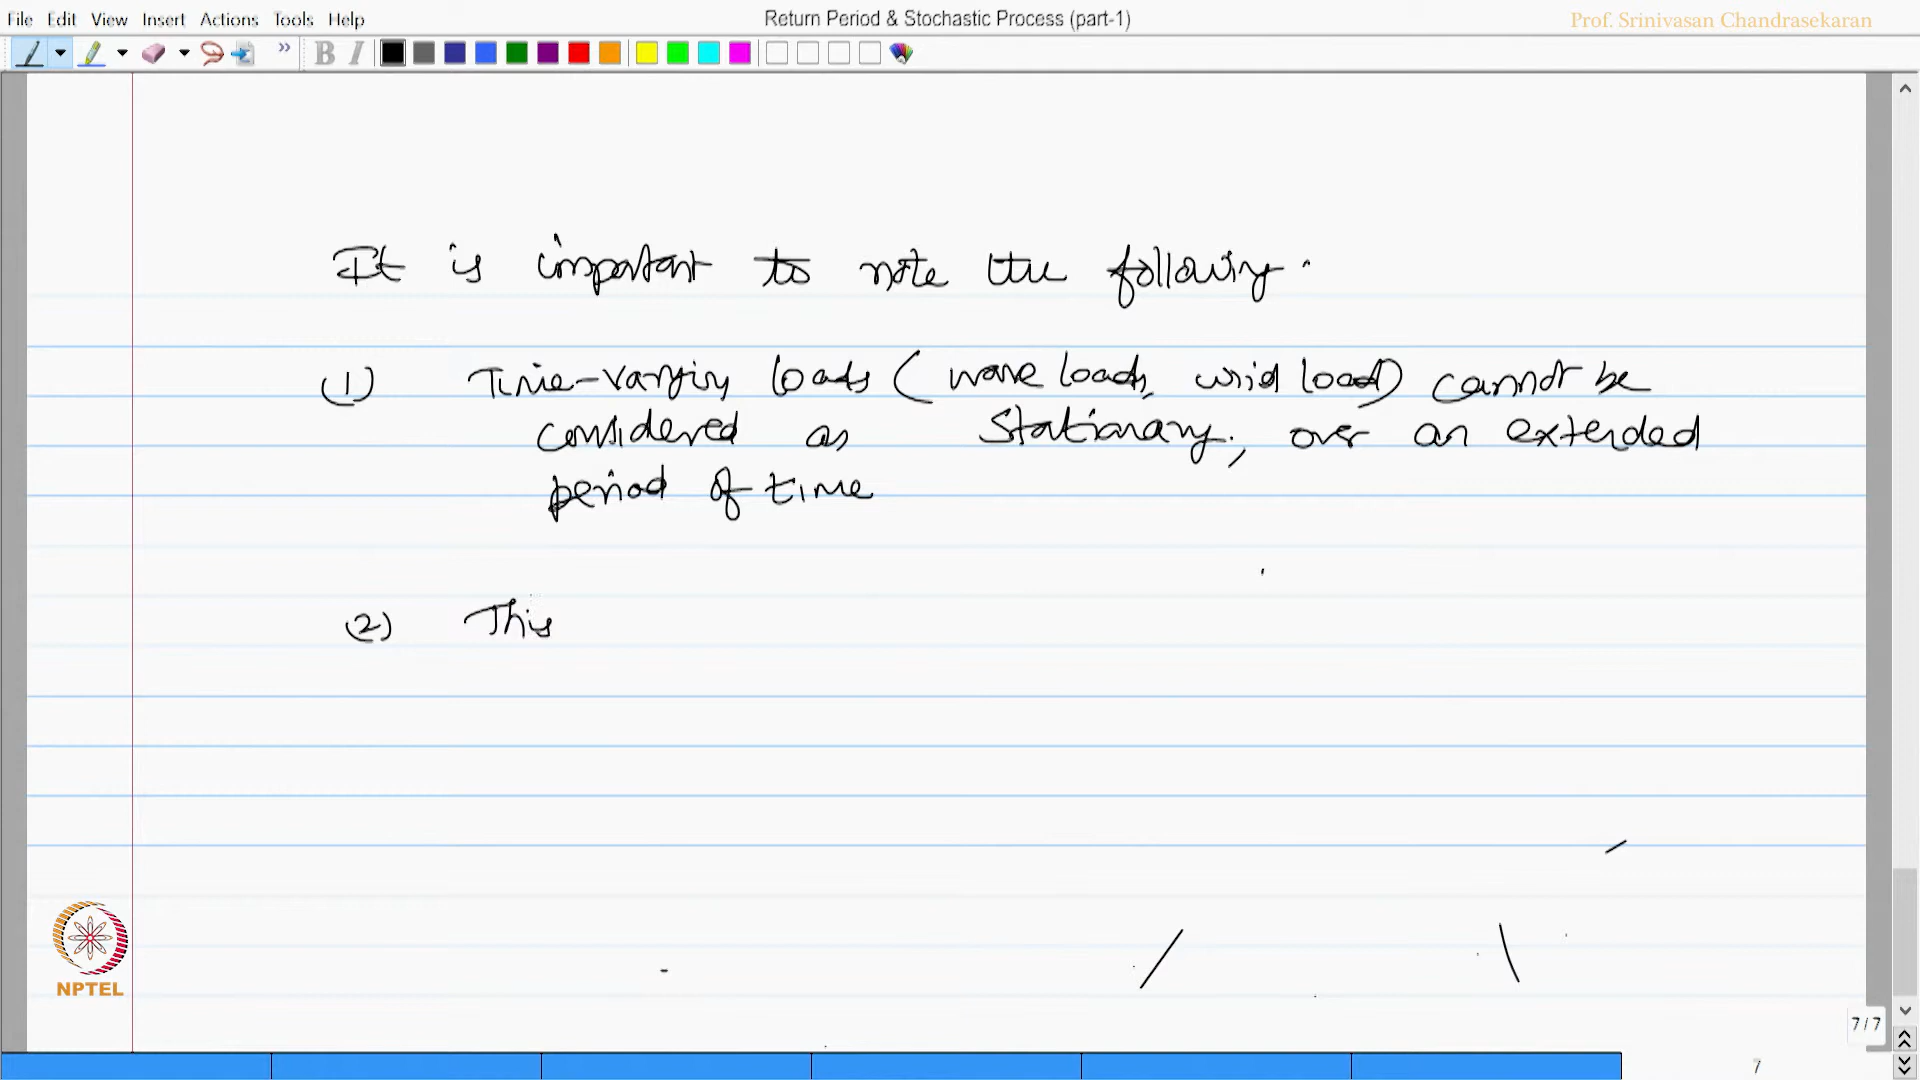 File Edit View Insert Actions Tools Help
Return Period & Stochastic Process (part-1)
Prof. Srinivasan Chandrasekaran
B I
It is important to note the following.
(1) Time-varying loads (wave loads, wind load) cannot be
considered as stationary, over an extended
period of time
(2) This
NPTEL
7/7
7